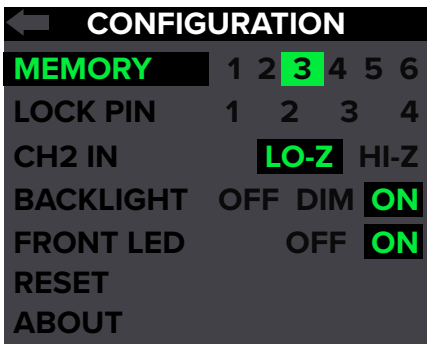 CONFIGURATION
MEMORY 1 2 3 4 5 6
LOCK PIN 1 2 3 4
CH2 IN LO-Z HI-Z
BACKLIGHT OFF DIM ON
FRONT LED OFF ON
RESET
ABOUT